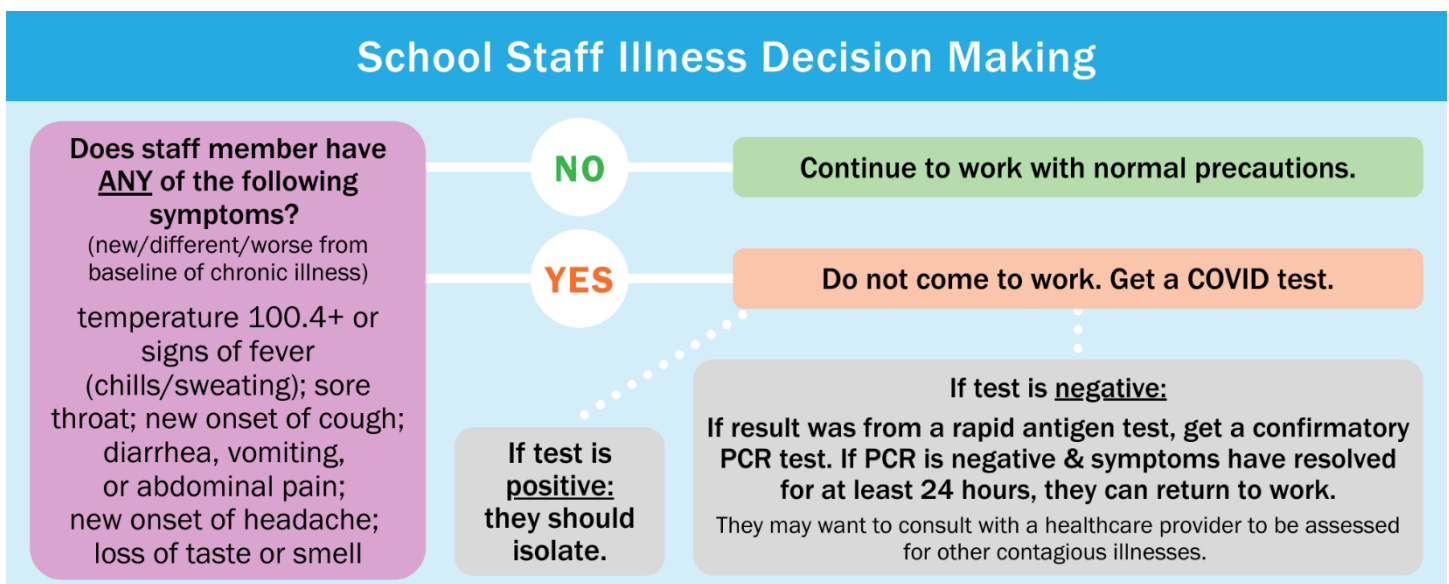 School Staff Illness Decision Making
Does staff member have
ANY of the following
symptoms?
(new/different/worse from
baseline of chronic illness)
temperature 100.4+ or
signs of fever
(chills/sweating); sore
throat; new onset of cough;
diarrhea, vomiting,
or abdominal pain;
new onset of headache;
loss of taste or smell
NO
Continue to work with normal precautions.
YES
Do not come to work. Get a COVID test.
If test is
positive:
they should
isolate.
If test is negative:
If result was from a rapid antigen test, get a confirmatory
PCR test. If PCR is negative & symptoms have resolved
for at least 24 hours, they can return to work.
They may want to consult with a healthcare provider to be assessed
for other contagious illnesses.